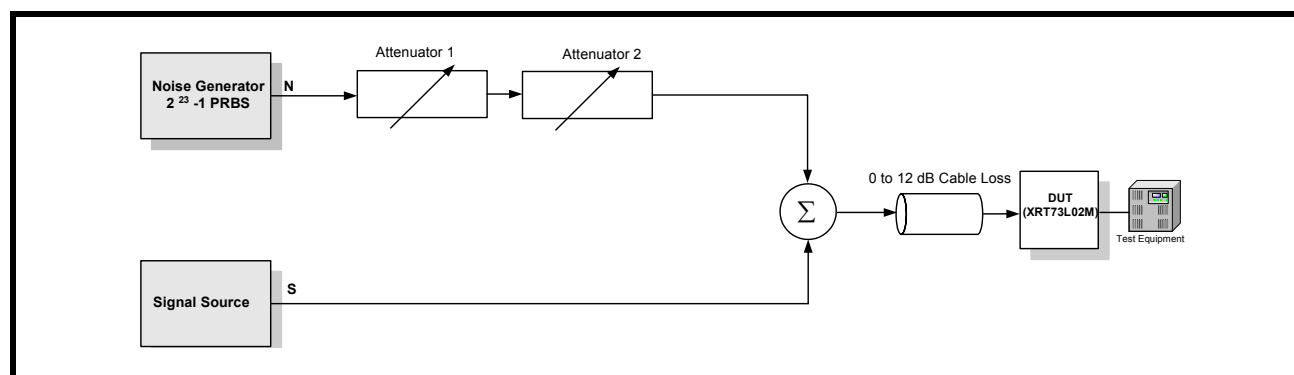 Attenuator 1
Attenuator 2
Noise Generator
2 23 -1 PRBS
N
Σ
0 to 12 dB Cable Loss
DUT
(XRT73L02M)
Test Equipment
Signal Source
S